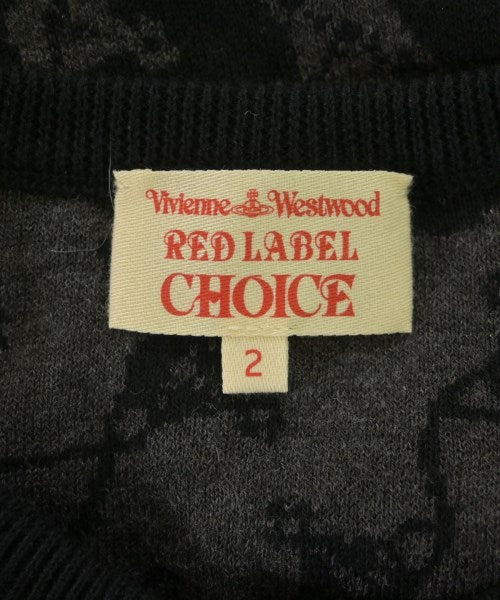 Vivienne Westwood
RED LABEL
CHOICE
2